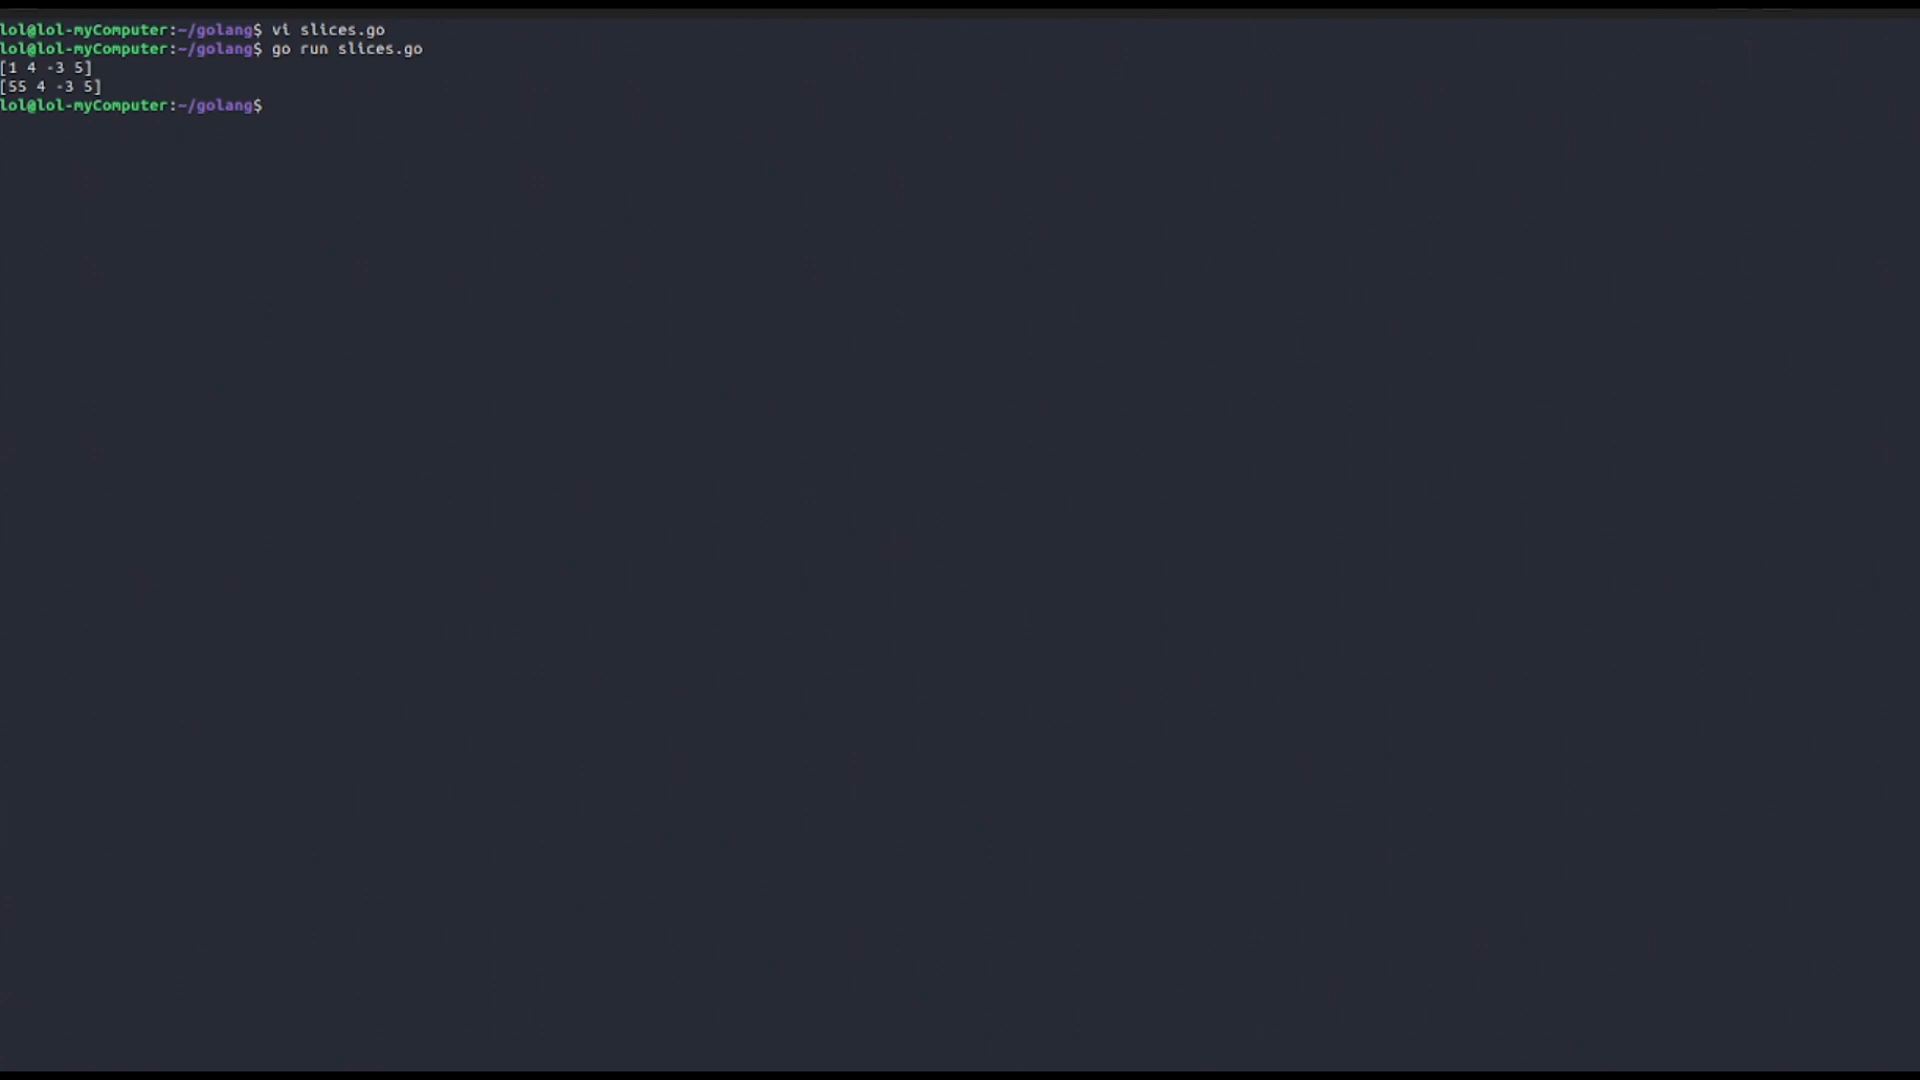 lol@lol-myComputer:~/golang$ vi slices.go
lol@lol-myComputer:~/golang$ go run slices.go
[1 4 -3 5]
[55 4 -3 5]
lol@lol-myComputer:~/golang$